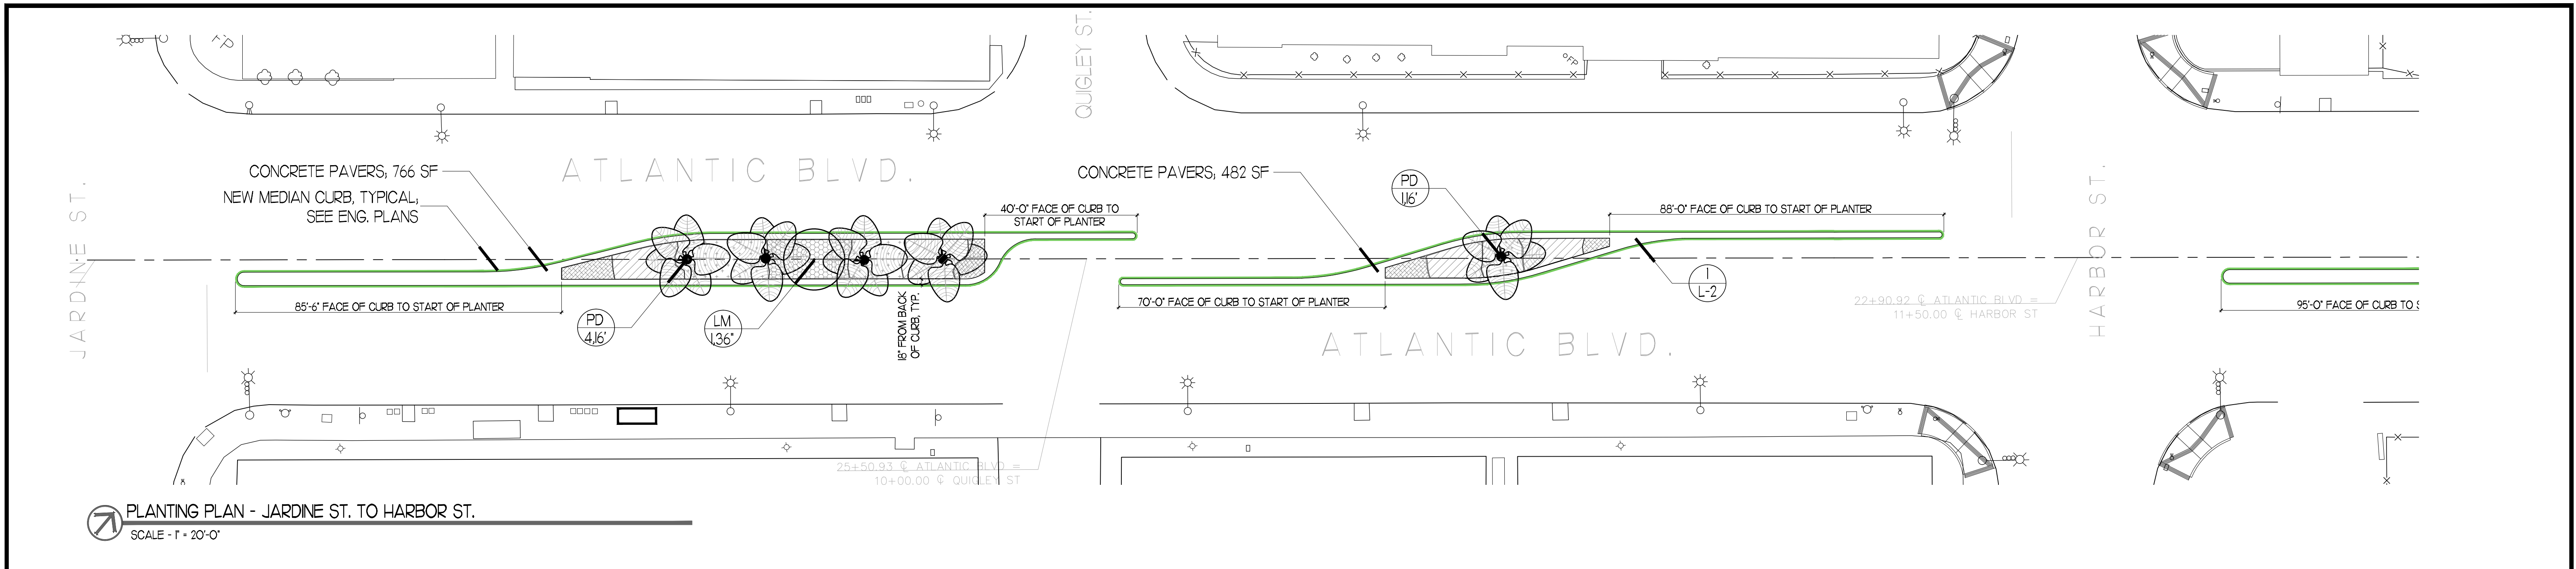 QUIGLEY ST.
ATLANTIC BLVD.
CONCRETE PAVERS; 766 SF
NEW MEDIAN CURB, TYPICAL;
SEE ENG. PLANS
JARDINE ST.
85'-6" FACE OF CURB TO START OF PLANTER
PD
4,16'
LM
1,36"
18" FROM BACK
OF CURB, TYP.
40'-0" FACE OF CURB TO
START OF PLANTER
CONCRETE PAVERS; 482 SF
PD
1,16'
88'-0" FACE OF CURB TO START OF PLANTER
70'-0" FACE OF CURB TO START OF PLANTER
1
L-2
HARBOR ST.
22+90.92 ℄ ATLANTIC BLVD =
11+50.00 ℄ HARBOR ST
95'-0" FACE OF CURB TO
ATLANTIC BLVD.
25+50.93 ℄ ATLANTIC BLVD =
10+00.00 ℄ QUIGLEY ST
PLANTING PLAN - JARDINE ST. TO HARBOR ST.
SCALE - 1" = 20'-0"